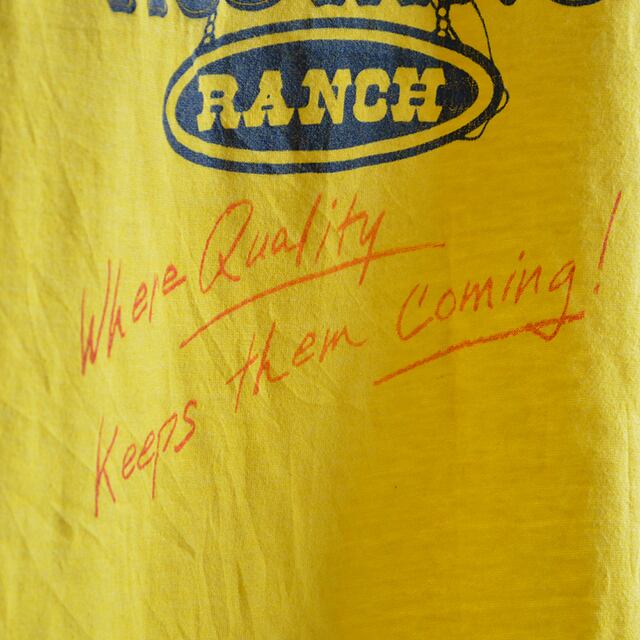 RANCH
Where Quality
Keeps them Coming!